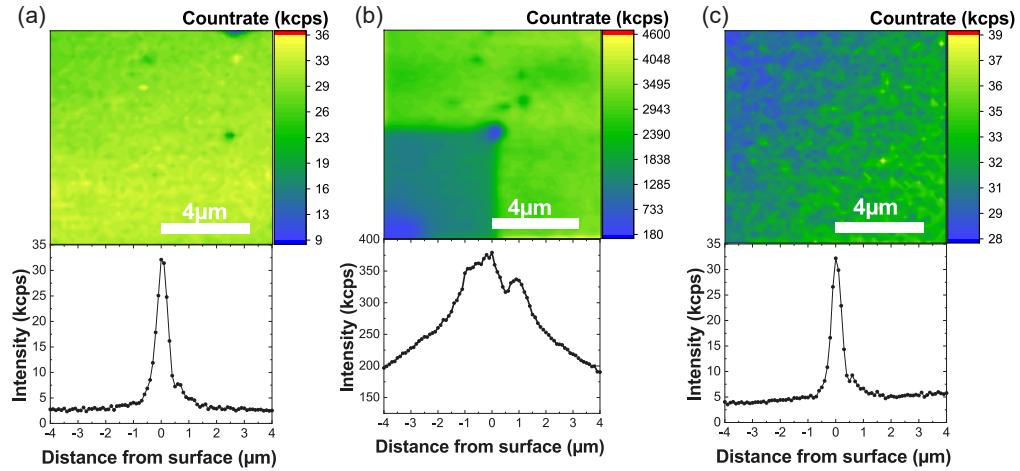 (a)
Countrate (kcps)
36
32
29
26
23
19
16
13
9
4µm
35
30
25
20
15
10
5
0
Intensity (kcps)
-4 -3 -2 -1 0 1 2 3 4
Distance from surface (µm)
(b)
Countrate (kcps)
4600
4048
3495
2943
2390
1838
1285
733
180
4µm
400
350
300
250
200
150
Intensity (kcps)
-4 -3 -2 -1 0 1 2 3 4
Distance from surface (µm)
(c)
Countrate (kcps)
39
38
36
35
33
32
31
29
28
4µm
35
30
25
20
15
10
5
0
Intensity (kcps)
-4 -3 -2 -1 0 1 2 3 4
Distance from surface (µm)